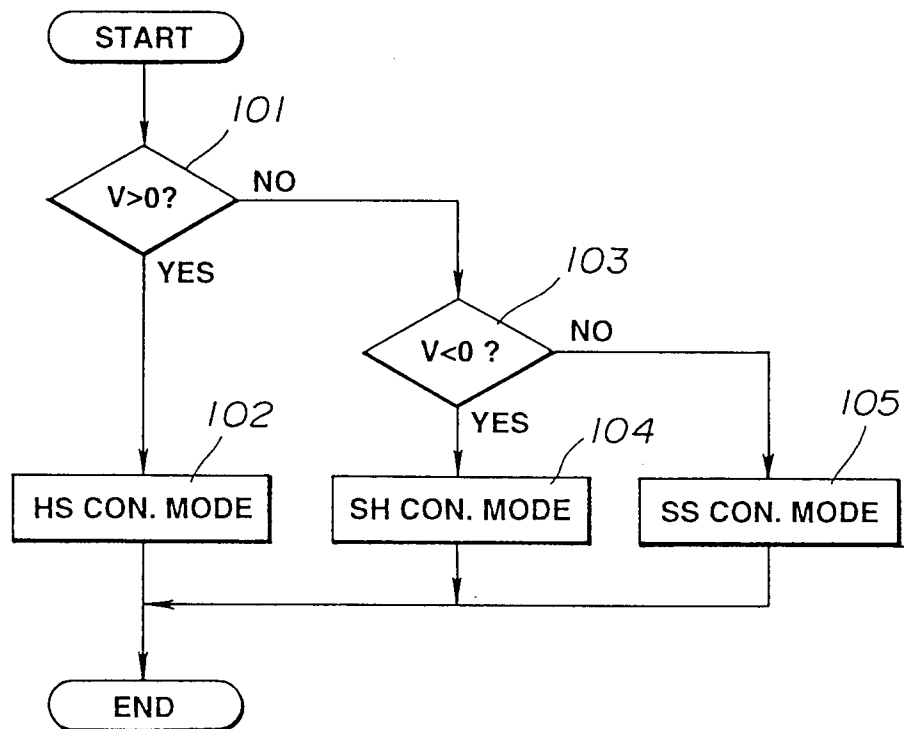 START
101
V>0?
NO
YES
103
V<0 ?
NO
YES
102
104
105
HS CON. MODE
SH CON. MODE
SS CON. MODE
END